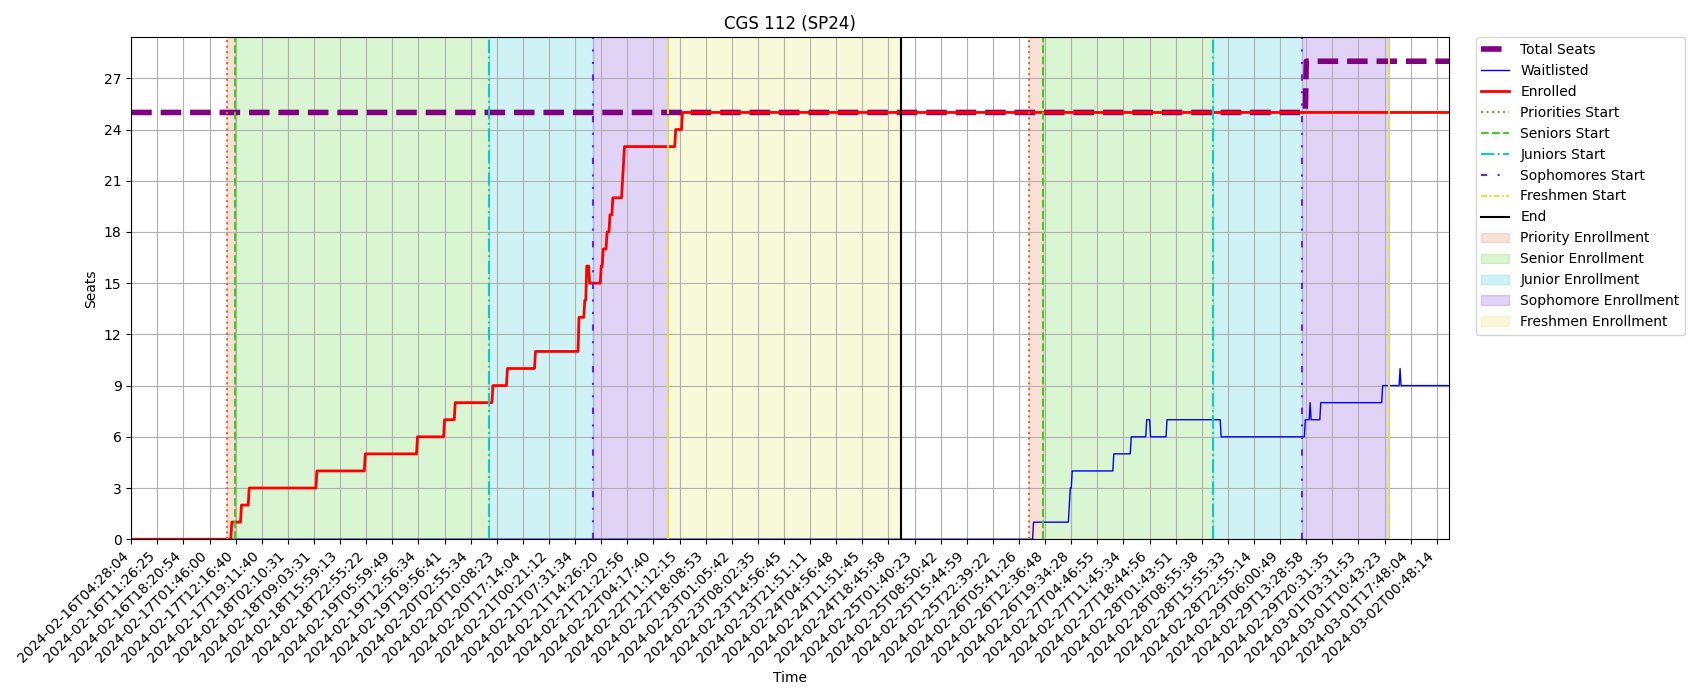 CGS 112 (SP24)
Seats
27
24
21
18
15
12
9
6
3
0
2024-02-16T04:28:04
2024-02-16T11:26:25
2024-02-16T18:20:54
2024-02-17T01:46:00
2024-02-17T12:16:40
2024-02-17T19:11:40
2024-02-18T02:10:31
2024-02-18T09:03:31
2024-02-18T15:59:13
2024-02-18T22:55:22
2024-02-19T05:59:49
2024-02-19T12:56:34
2024-02-19T19:56:41
2024-02-20T02:55:34
2024-02-20T10:08:23
2024-02-20T17:14:04
2024-02-21T00:21:12
2024-02-21T07:31:34
2024-02-21T14:26:20
2024-02-21T21:22:56
2024-02-22T04:17:40
2024-02-22T11:12:15
2024-02-22T18:08:53
2024-02-23T01:05:42
2024-02-23T08:02:35
2024-02-23T14:56:45
2024-02-23T21:51:11
2024-02-24T04:56:48
2024-02-24T11:51:45
2024-02-24T18:45:58
2024-02-25T01:40:23
2024-02-25T08:50:42
2024-02-25T15:44:59
2024-02-25T22:39:22
2024-02-26T05:41:26
2024-02-26T12:36:48
2024-02-26T19:34:28
2024-02-27T04:46:55
2024-02-27T11:45:34
2024-02-27T18:44:56
2024-02-28T01:43:51
2024-02-28T08:55:38
2024-02-28T15:55:33
2024-02-28T22:55:14
2024-02-29T06:00:49
2024-02-29T13:28:58
2024-02-29T20:31:35
2024-03-01T03:31:53
2024-03-01T10:43:23
2024-03-01T17:48:04
2024-03-02T00:48:14
Time
Total Seats
Waitlisted
Enrolled
Priorities Start
Seniors Start
Juniors Start
Sophomores Start
Freshmen Start
End
Priority Enrollment
Senior Enrollment
Junior Enrollment
Sophomore Enrollment
Freshmen Enrollment